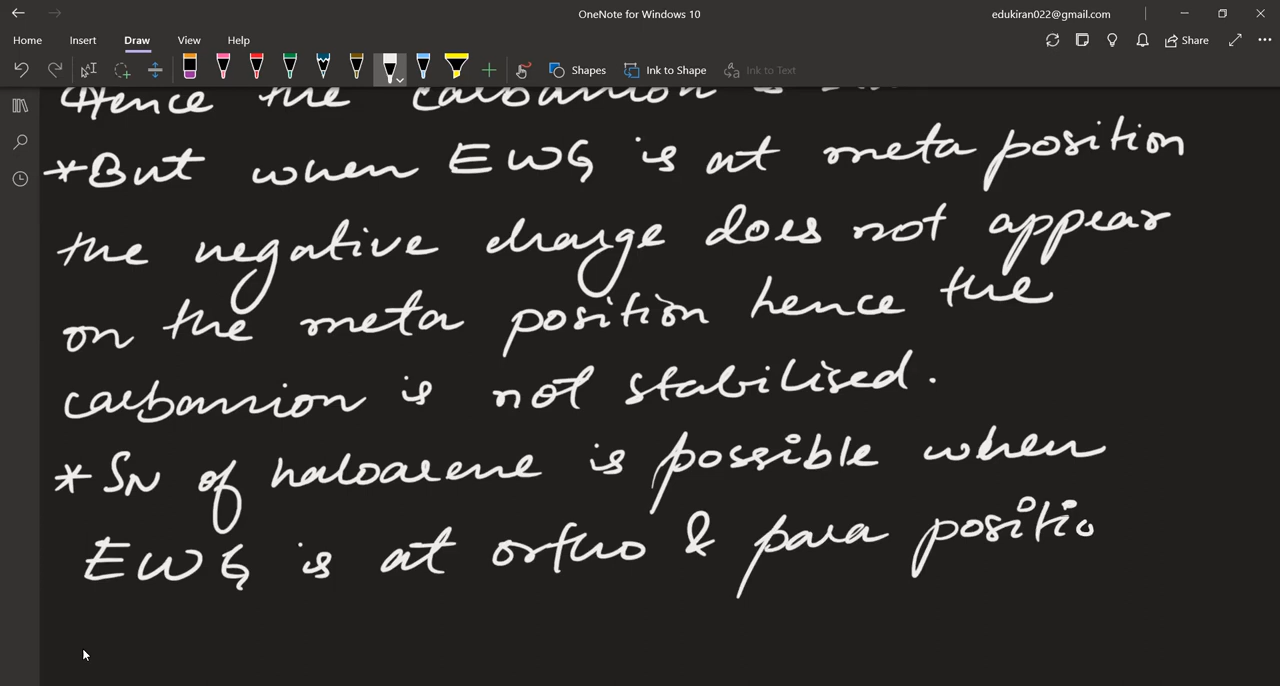 OneNote for Windows 10
edukiran022@gmail.com
Home Insert Draw View Help
Share
Shapes Ink to Shape Ink to Text
Hence the carbanion is
*But when EWG is at meta position
the negative charge does not appear
on the meta position hence the
carbanion is not stabilised.
* SN of haloarene is possible when
EWG is at ortho & para positio